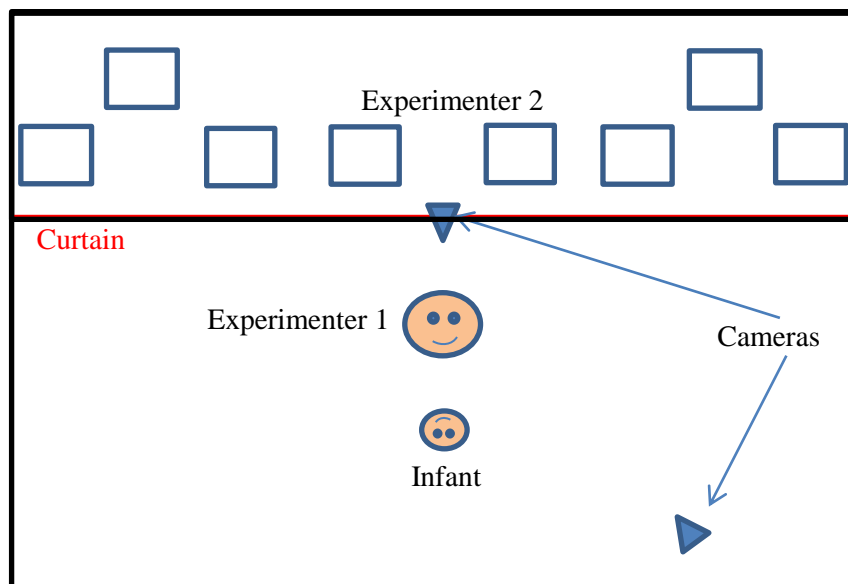 Experimenter 2
Curtain
Experimenter 1
Cameras
Infant